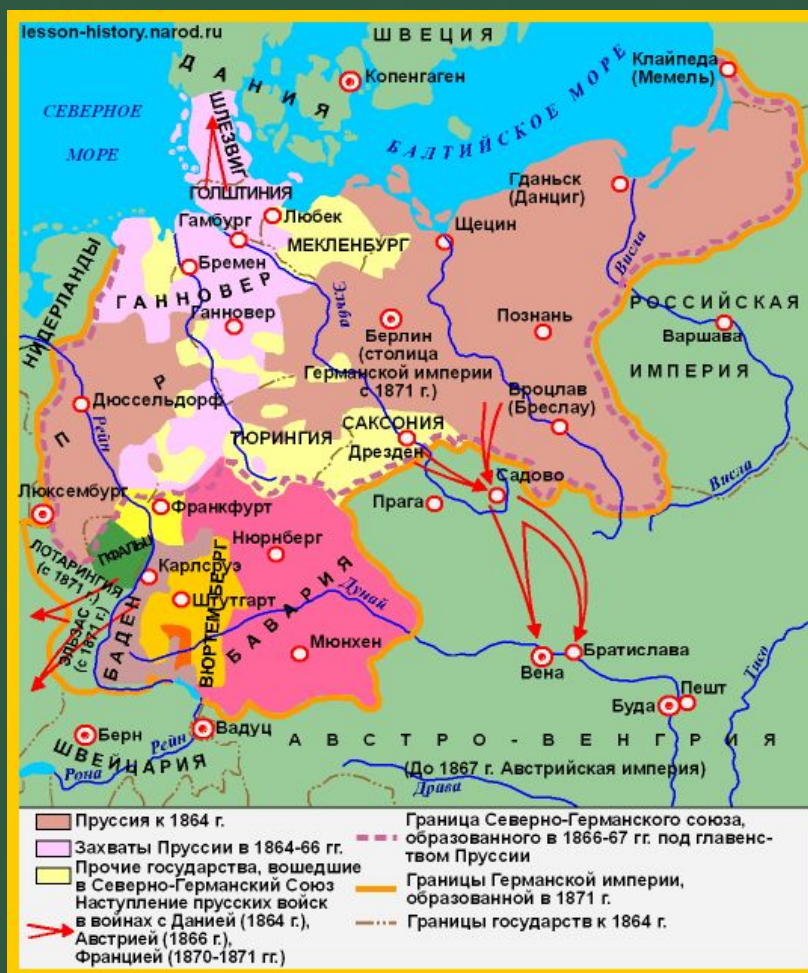 lesson-history.narod.ru
ШВЕЦИЯ
ДАНИЯ
Копенгаген
Клайпеда
(Мемель)
СЕВЕРНОЕ
МОРЕ
ШЛЕЗВИГ
БАЛТИЙСКОЕ МОРЕ
ГОЛШТИНИЯ
Гданьск
(Данциг)
Любек
Гамбург
МЕКЛЕНБУРГ
Щецин
Висла
Бремен
НИДЕРЛАНДЫ
ГАННОВЕР
Ганновер
Эльба
Берлин
(столица
Германской империи
с 1871 г.)
Познань
РОССИЙСКАЯ
Варшава
ИМПЕРИЯ
П Р
Дюссельдорф
Рейн
Вроцлав
(Бреслау)
ТЮРИНГИЯ
САКСОНИЯ
Дрезден
Садово
Прага
Висла
Люксембург
Франкфурт
ПФАЛЬЦ
Нюрнберг
ЛОТАРИНГИЯ
(с 1871 г.)
Карлсруэ
ЭЛЬЗАС
(с 1871 г.)
Штутгарт
БАДЕН
ВЮРТЕМБЕРГ
БАВАРИЯ
Дунай
Мюнхен
Вена
Братислава
Тисо
Буда
Пешт
Берн
Вадуц
Рейн
ШВЕЙЦАРИЯ
Рона
АВСТРО-ВЕНГРИЯ
(До 1867 г. Австрийская империя)
Драва
Пруссия к 1864 г.
Захваты Пруссии в 1864-66 гг.
Прочие государства, вошедшие
в Северно-Германский Союз
Наступление прусских войск
в войнах с Данией (1864 г.),
Австрией (1866 г.),
Францией (1870-1871 гг.)
Граница Северно-Германского союза,
образованного в 1866-67 гг. под главенс-
твом Пруссии
Границы Германской империи,
образованной в 1871 г.
Границы государств к 1864 г.